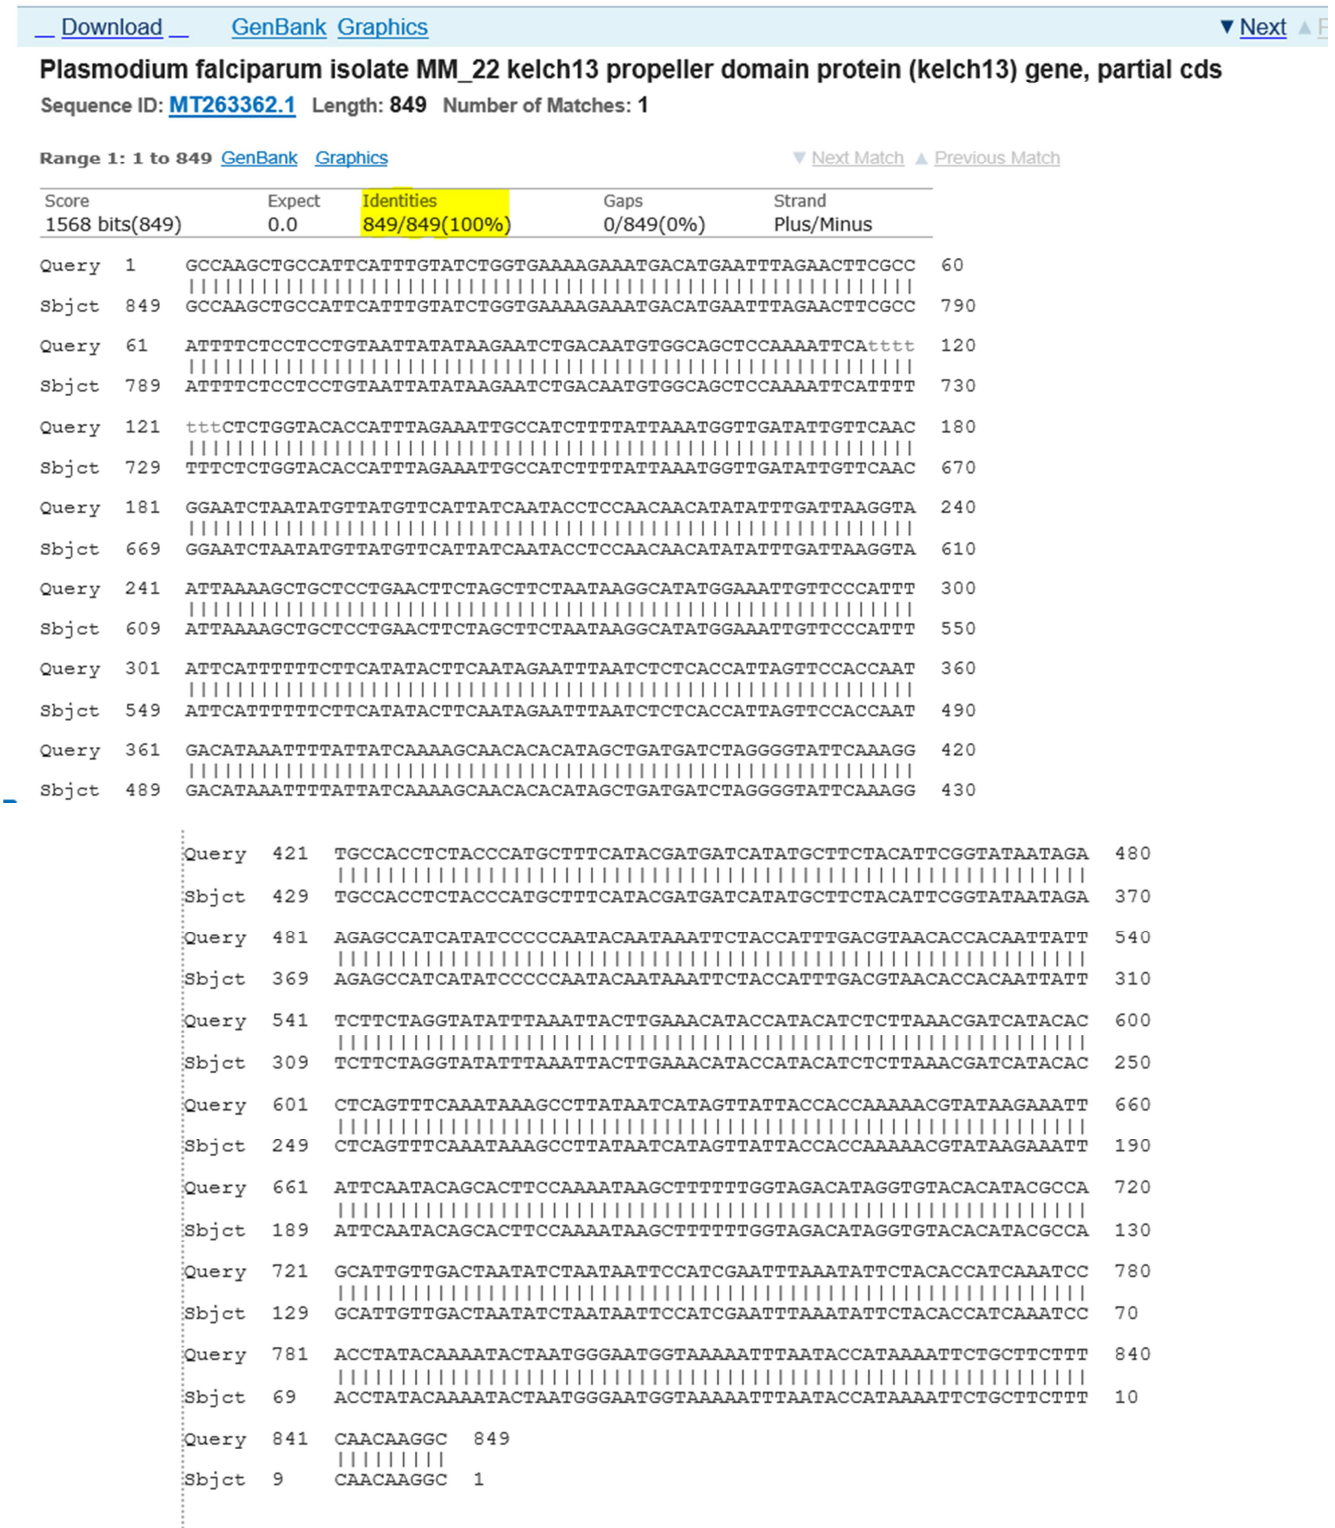 Download GenBank Graphics ▼ Next ▲
Plasmodium falciparum isolate MM_22 kelch13 propeller domain protein (kelch13) gene, partial cds
Sequence ID: MT263362.1 Length: 849 Number of Matches: 1
Range 1: 1 to 849 GenBank Graphics ▼ Next Match ▲ Previous Match
Score Expect Identities Gaps Strand
1568 bits(849) 0.0 849/849(100%) 0/849(0%) Plus/Minus
Query 1 GCCAAGCTGCCATTCATTTGTATCTGGTGAAAAGAAATGACATGAATTTAGAACTTCGCC 60
Sbjct 849 GCCAAGCTGCCATTCATTTGTATCTGGTGAAAAGAAATGACATGAATTTAGAACTTCGCC 790
Query 61 ATTTTCTCCTCCTGTAATTATATAAGAATCTGACAATGTGGCAGCTCCAAAATTCAtttt 120
Sbjct 789 ATTTTCTCCTCCTGTAATTATATAAGAATCTGACAATGTGGCAGCTCCAAAATTCATTTT 730
Query 121 tttCTCTGGTACACCATTTAGAAATTGCCATCTTTTATTAAATGGTTGATATTGTTCAAC 180
Sbjct 729 TTTCTCTGGTACACCATTTAGAAATTGCCATCTTTTATTAAATGGTTGATATTGTTCAAC 670
Query 181 GGAATCTAATATGTTATGTTCATTATCAATACCTCCAACAACATATATTTGATTAAGGTA 240
Sbjct 669 GGAATCTAATATGTTATGTTCATTATCAATACCTCCAACAACATATATTTGATTAAGGTA 610
Query 241 ATTAAAAGCTGCTCCTGAACTTCTAGCTTCTAATAAGGCATATGGAAATTGTTCCCATTT 300
Sbjct 609 ATTAAAAGCTGCTCCTGAACTTCTAGCTTCTAATAAGGCATATGGAAATTGTTCCCATTT 550
Query 301 ATTCATTTTTTCTTCATATACTTCAATAGAATTTAATCTCTCACCATTAGTTCCACCAAT 360
Sbjct 549 ATTCATTTTTTCTTCATATACTTCAATAGAATTTAATCTCTCACCATTAGTTCCACCAAT 490
Query 361 GACATAAATTTTATTATCAAAAGCAACACACATAGCTGATGATCTAGGGGTATTCAAAGG 420
Sbjct 489 GACATAAATTTTATTATCAAAAGCAACACACATAGCTGATGATCTAGGGGTATTCAAAGG 430
Query 421 TGCCACCTCTACCCATGCTTTCATACGATGATCATATGCTTCTACATTCGGTATAATAGA 480
Sbjct 429 TGCCACCTCTACCCATGCTTTCATACGATGATCATATGCTTCTACATTCGGTATAATAGA 370
Query 481 AGAGCCATCATATCCCCCAATACAATAAATTCTACCATTTGACGTAACACCACAATTATT 540
Sbjct 369 AGAGCCATCATATCCCCCAATACAATAAATTCTACCATTTGACGTAACACCACAATTATT 310
Query 541 TCTTCTAGGTATATTTAAATTACTTGAAACATACCATACATCTCTTAAACGATCATACAC 600
Sbjct 309 TCTTCTAGGTATATTTAAATTACTTGAAACATACCATACATCTCTTAAACGATCATACAC 250
Query 601 CTCAGTTTCAAATAAAGCCTTATAATCATAGTTATTACCACCAAAAACGTATAAGAAATT 660
Sbjct 249 CTCAGTTTCAAATAAAGCCTTATAATCATAGTTATTACCACCAAAAACGTATAAGAAATT 190
Query 661 ATTCAATACAGCACTTCCAAAATAAGCTTTTTTGGTAGACATAGGTGTACACATACGCCA 720
Sbjct 189 ATTCAATACAGCACTTCCAAAATAAGCTTTTTTGGTAGACATAGGTGTACACATACGCCA 130
Query 721 GCATTGTTGACTAATATCTAATAATTCCATCGAATTTAAATATTCTACACCATCAAATCC 780
Sbjct 129 GCATTGTTGACTAATATCTAATAATTCCATCGAATTTAAATATTCTACACCATCAAATCC 70
Query 781 ACCTATACAAAATACTAATGGGAATGGTAAAAATTTAATACCATAAAATTCTGCTTCTTT 840
Sbjct 69 ACCTATACAAAATACTAATGGGAATGGTAAAAATTTAATACCATAAAATTCTGCTTCTTT 10
Query 841 CAACAAGGC 849
Sbjct 9 CAACAAGGC 1